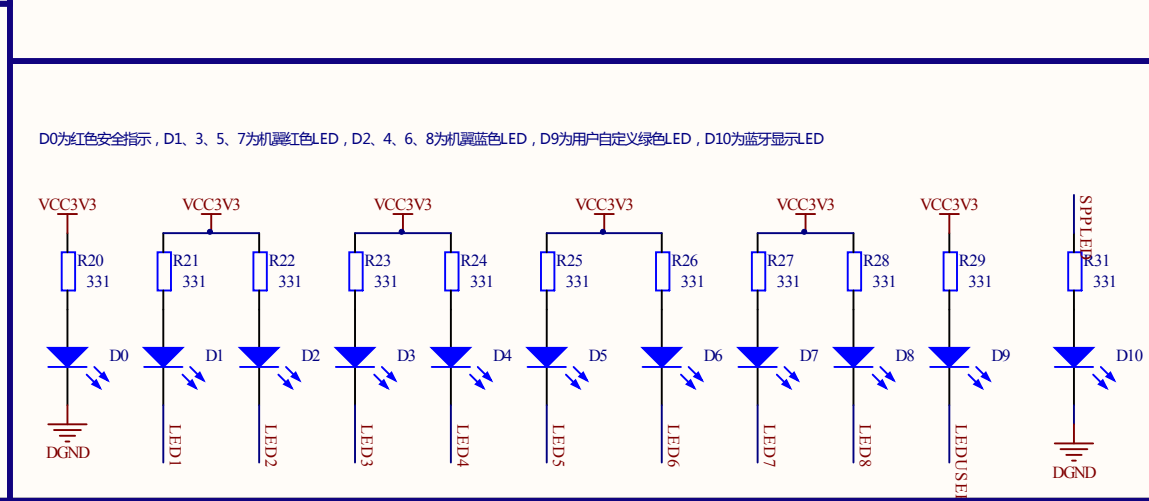 D0为红色安全指示，D1、3、5、7为机翼红色LED，D2、4、6、8为机翼蓝色LED，D9为用户自定义绿色LED，D10为蓝牙显示LED
VCC3V3 VCC3V3 VCC3V3 VCC3V3 VCC3V3 VCC3V3 SPPLED
R20 R21 R22 R23 R24 R25 R26 R27 R28 R29 R31
331 331 331 331 331 331 331 331 331 331 331
D0 D1 D2 D3 D4 D5 D6 D7 D8 D9 D10
DGND LED1 LED2 LED3 LED4 LED5 LED6 LED7 LED8 LEDUSER DGND